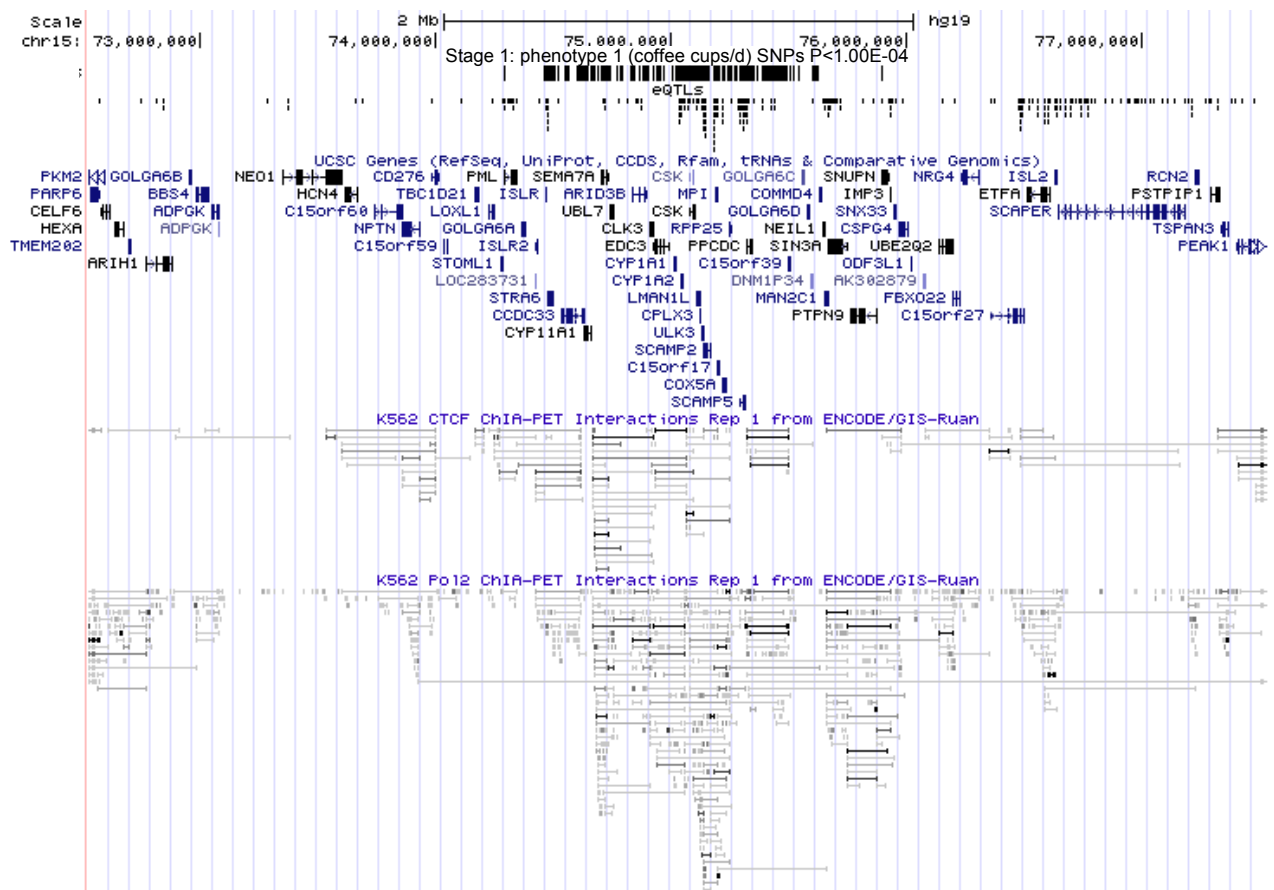 Scale 2 Mb hg19
chr15: 73,000,000 74,000,000 75,000,000 76,000,000 77,000,000
Stage 1: phenotype 1 (coffee cups/d) SNPs P<1.00E-04
eQTLs
UCSC Genes (RefSeq, UniProt, CCDS, Rfam, tRNAs & Comparative Genomics)
PKM2 GOLGA6B NEO1 CD276 PML SEMA7A CSK GOLGA6C SNUPN NRG4 ISL2 RCN2
PARP6 BBS4 HCN4 TBC1D21 ISLR ARID3B MPI COMMD4 IMP3 ETFA PSTPIP1
CELF6 ADPGK C15orf60 LOXL1 UBL7 CSK GOLGA6D SNX33 SCAPER
HEXA ADPGK NPTN GOLGA6A CLK3 RPP25 NEIL1 CSPG4 TSPAN3
TMEM202 C15orf59 ISLR2 EDC3 PPCDC SIN3A UBE2Q2 PEAK1
ARIH1 STOML1 CYP1A1 C15orf39 ODF3L1
LOC283731 CYP1A2 DNM1P34 AK302879
STRA6 LMAN1L MAN2C1 FBXO22
CCDC33 CPLX3 PTPN9 C15orf27
CYP11A1 ULK3
SCAMP2
C15orf17
COX5A
SCAMP5
K562 CTCF ChIA-PET Interactions Rep 1 from ENCODE/GIS-Ruan
K562 Pol2 ChIA-PET Interactions Rep 1 from ENCODE/GIS-Ruan